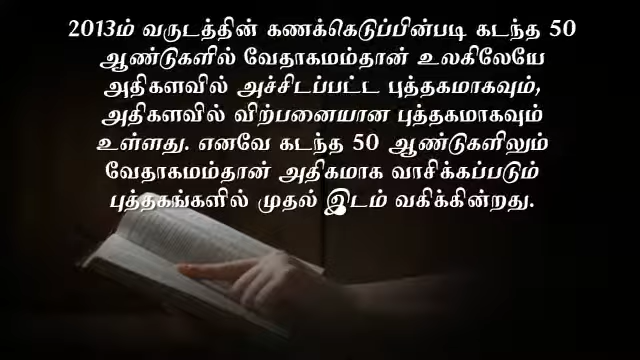 2013ம் வருடத்தின் கணக்கெடுப்பின்படி கடந்த 50
ஆண்டுகளில் வேதாகமம்தான் உலகிலேயே
அதிகளவில் அச்சிடப்பட்ட புத்தகமாகவும்,
அதிகளவில் விற்பனையான புத்தகமாகவும்
உள்ளது. எனவே கடந்த 50 ஆண்டுகளிலும்
வேதாகமம்தான் அதிகமாக வாசிக்கப்படும்
புத்தகங்களில் முதல் இடம் வகிக்கின்றது.